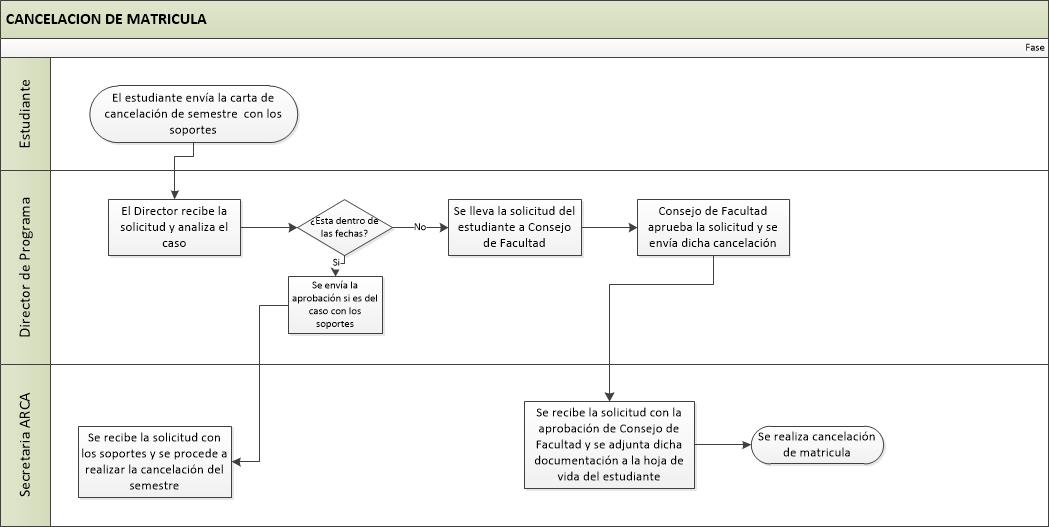 CANCELACION DE MATRICULA
Fase
Estudiante
El estudiante envía la carta de
cancelación de semestre con los
soportes
Director de Programa
El Director recibe la
solicitud y analiza el
caso
¿Esta dentro de
las fechas?
No
Si
Se lleva la solicitud del
estudiante a Consejo
de Facultad
Consejo de Facultad
aprueba la solicitud y se
envía dicha cancelación
Se envía la
aprobación si es del
caso con los
soportes
Secretaria ARCA
Se recibe la solicitud con
los soportes y se procede a
realizar la cancelación del
semestre
Se recibe la solicitud con la
aprobación de Consejo de
Facultad y se adjunta dicha
documentación a la hoja de
vida del estudiante
Se realiza cancelación
de matricula